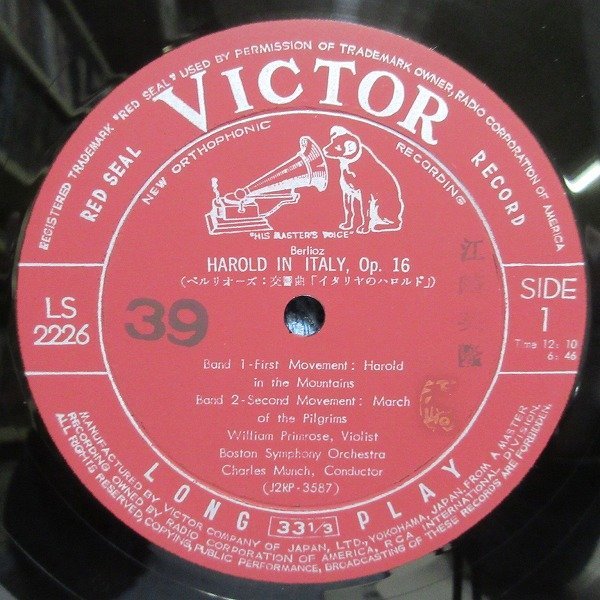 REGISTERED TRADEMARK "RED SEAL" USED BY PERMISSION OF TRADEMARK OWNER, RADIO CORPORATION OF AMERICA
VICTOR
RED SEAL
RECORD
NEW ORTHOPHONIC
RECORDING
"HIS MASTER'S VOICE"
Berlioz
HAROLD IN ITALY, Op. 16
(ベルリオーズ:交響曲「イタリヤのハロルド」)
LS
2226
39
SIDE
1
Time 12:10
6:46
Band 1-First Movement: Harold
in the Mountains
Band 2-Second Movement: March
of the Pilgrims
William Primrose, Violist
Boston Symphony Orchestra
Charles Munch, Conductor
(J2RP-3587)
LONG 33 1/3 PLAY
MANUFACTURED BY VICTOR COMPANY OF JAPAN, LTD., YOKOHAMA, JAPAN FROM A MASTER
RECORDING OWNED BY RADIO CORPORATION OF AMERICA, RCA INTERNATIONAL DIVISION.
ALL RIGHTS RESERVED, COPYING, PUBLIC PERFORMANCE, BROADCASTING OF THESE RECORDS ARE FORBIDDEN.